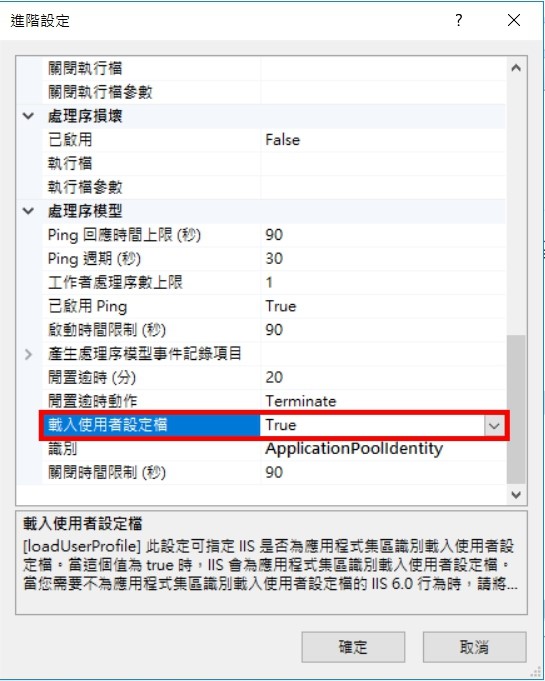 進階設定
?
關閉執行檔
關閉執行檔參數
處理序損壞
已啟用 False
執行檔
執行檔參數
處理序模型
Ping 回應時間上限 (秒) 90
Ping 週期 (秒) 30
工作者處理序數上限 1
已啟用 Ping True
啟動時間限制 (秒) 90
產生處理序模型事件記錄項目
閒置逾時 (分) 20
閒置逾時動作 Terminate
載入使用者設定檔 True
識別 ApplicationPoolIdentity
關閉時間限制 (秒) 90
載入使用者設定檔
[loadUserProfile] 此設定可指定 IIS 是否為應用程式集區識別載入使用者設
定檔。當這個值為 true 時，IIS 會為應用程式集區識別載入使用者設定檔。
當您需要不為應用程式集區識別載入使用者設定檔的 IIS 6.0 行為時，請將...
確定 取消